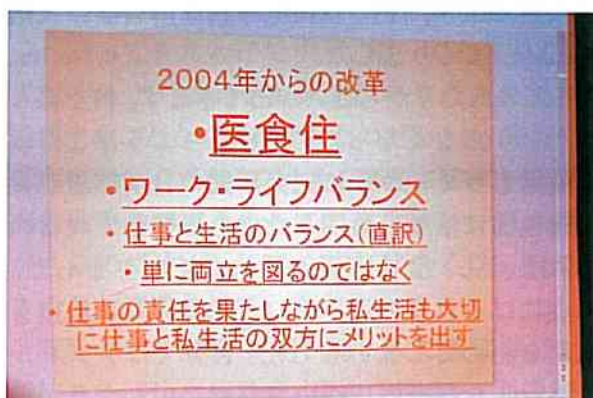 2004年からの改革
・医食住
・ワーク・ライフバランス
・仕事と生活のバランス(直訳)
・単に両立を図るのではなく
・仕事の責任を果たしながら私生活も大切
に仕事と私生活の双方にメリットを出す